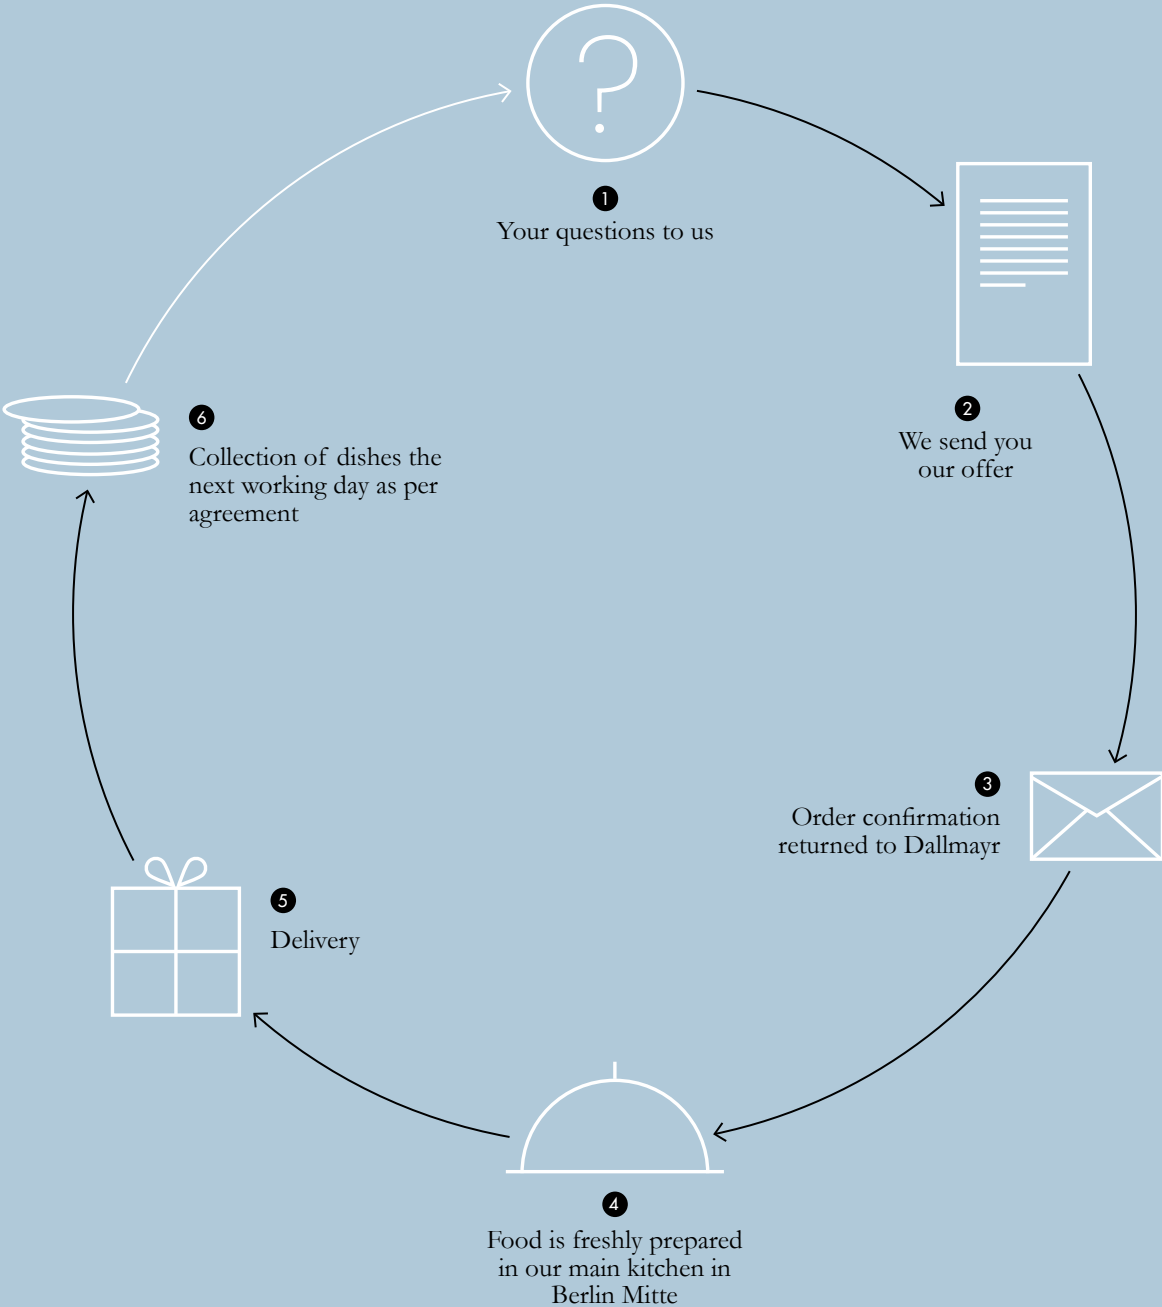 ?
1
Your questions to us
2
We send you
our offer
3
Order confirmation
returned to Dallmayr
4
Food is freshly prepared
in our main kitchen in
Berlin Mitte
5
Delivery
6
Collection of dishes the
next working day as per
agreement